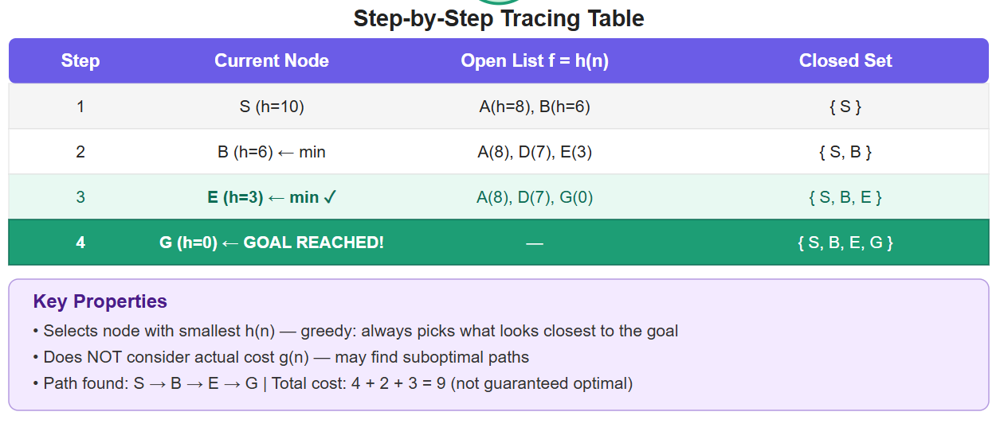 Step-by-Step Tracing Table
Step Current Node Open List f = h(n) Closed Set
1 S (h=10) A(h=8), B(h=6) { S }
2 B (h=6) ← min A(8), D(7), E(3) { S, B }
3 E (h=3) ← min ✓ A(8), D(7), G(0) { S, B, E }
4 G (h=0) ← GOAL REACHED! — { S, B, E, G }
Key Properties
• Selects node with smallest h(n) — greedy: always picks what looks closest to the goal
• Does NOT consider actual cost g(n) — may find suboptimal paths
• Path found: S → B → E → G | Total cost: 4 + 2 + 3 = 9 (not guaranteed optimal)